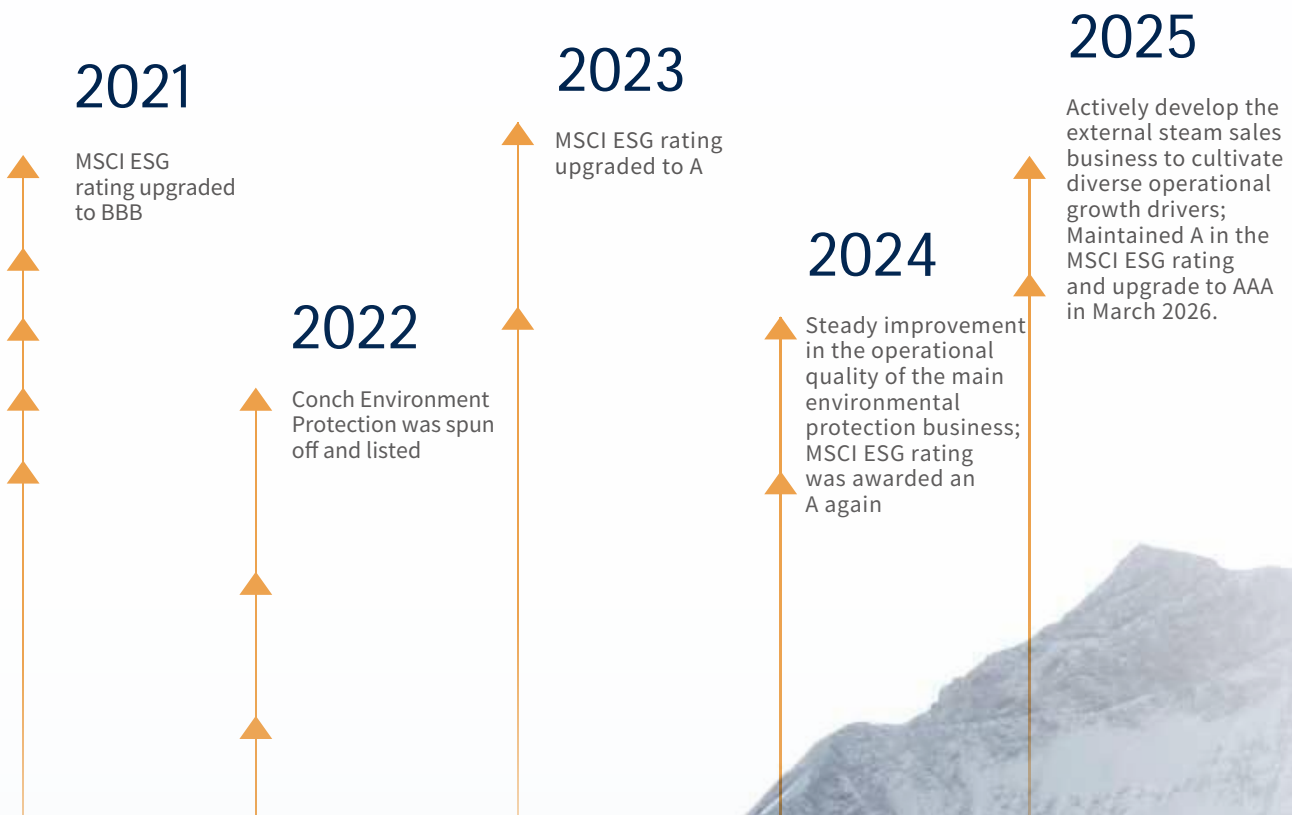 2021
MSCI ESG
rating upgraded
to BBB
2022
Conch Environment
Protection was spun
off and listed
2023
MSCI ESG rating
upgraded to A
2024
Steady improvement
in the operational
quality of the main
environmental
protection business;
MSCI ESG rating
was awarded an
A again
2025
Actively develop the
external steam sales
business to cultivate
diverse operational
growth drivers;
Maintained A in the
MSCI ESG rating
and upgrade to AAA
in March 2026.